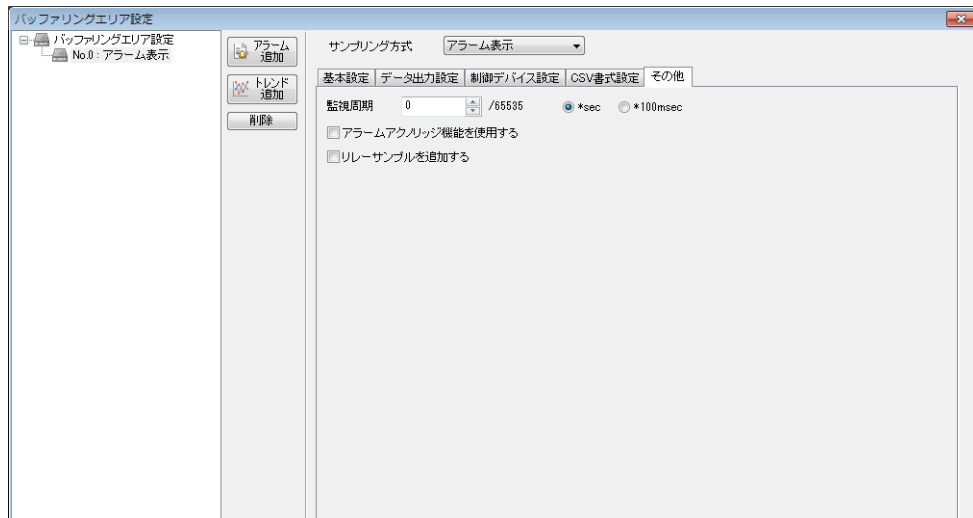 バッファリングエリア設定
バッファリングエリア設定
No.0 : アラーム表示
アラーム
追加
トレンド
追加
削除
サンプリング方式 アラーム表示
基本設定 データ出力設定 制御デバイス設定 CSV書式設定 その他
監視周期 0 /65535 *sec *100msec
アラームアクノリッジ機能を使用する
リレーサンプルを追加する